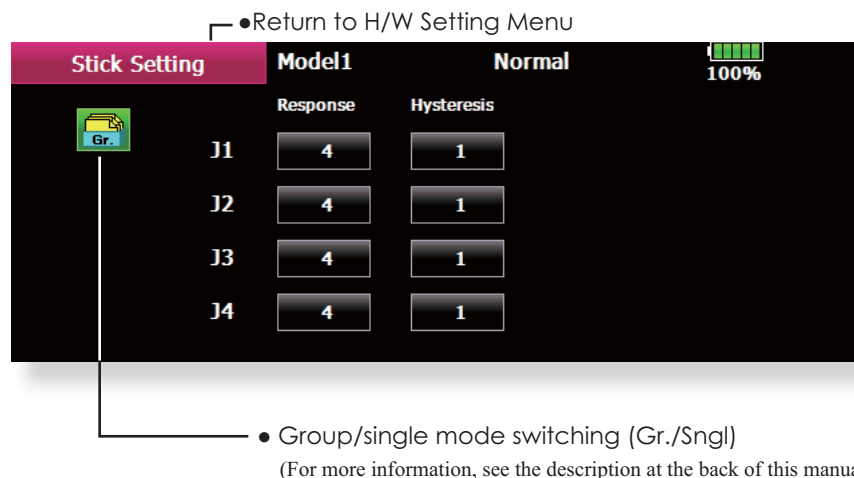 ●Return to H/W Setting Menu
Stick Setting Model1 Normal 100%
Response Hysteresis
Gr.
J1 4 1
J2 4 1
J3 4 1
J4 4 1
● Group/single mode switching (Gr./Sngl)
(For more information, see the description at the back of this manua